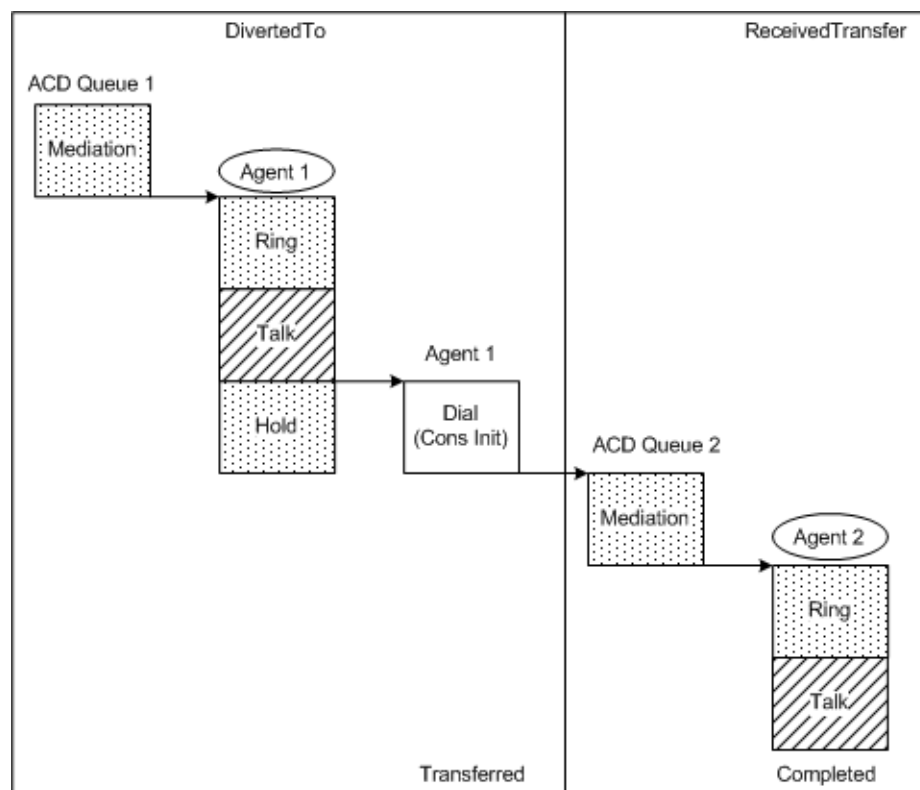 DivertedTo
ReceivedTransfer
ACD Queue 1
Mediation
Agent 1
Ring
Talk
Hold
Agent 1
Dial
(Cons Init)
ACD Queue 2
Mediation
Agent 2
Ring
Talk
Transferred
Completed